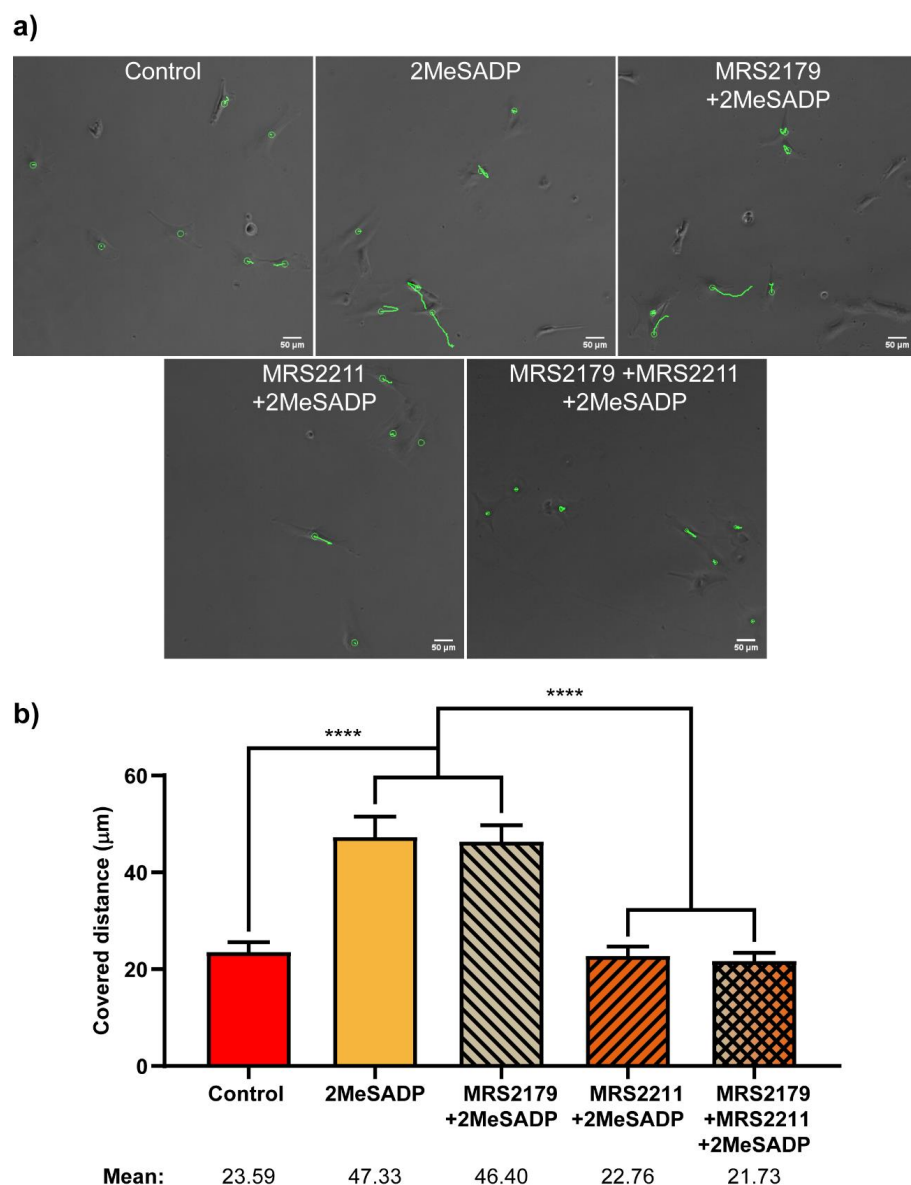 a)
Control
2MeSADP
MRS2179
+2MeSADP
50 µm
50 µm
50 µm
MRS2211
+2MeSADP
MRS2179 +MRS2211
+2MeSADP
50 µm
50 µm
b)
****
****
Covered distance (µm)
60
40
20
0
Control
2MeSADP
MRS2179
+2MeSADP
MRS2211
+2MeSADP
MRS2179
+MRS2211
+2MeSADP
Mean: 23.59 47.33 46.40 22.76 21.73